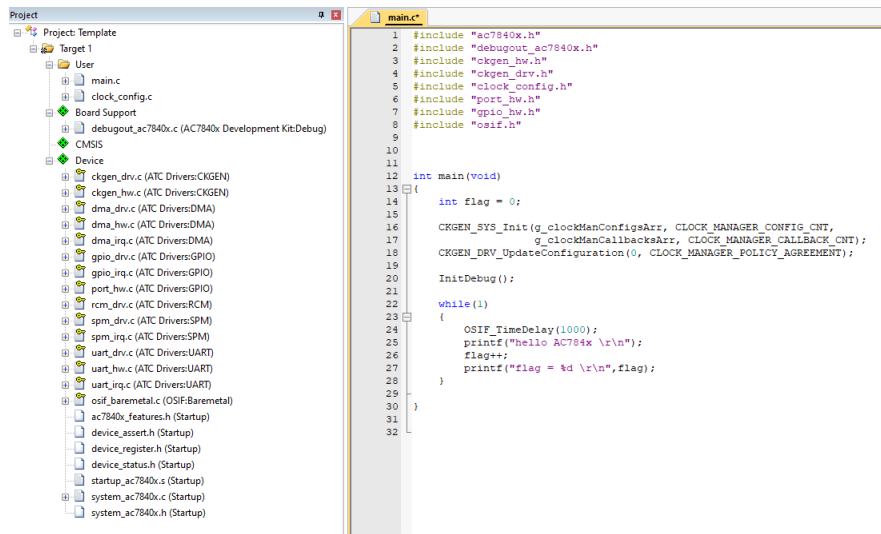 Project
Project: Template
Target 1
User
main.c
clock_config.c
Board Support
debugout_ac7840x.c (AC7840x Development Kit:Debug)
CMSIS
Device
ckgen_drv.c (ATC Drivers:CKGEN)
ckgen_hw.c (ATC Drivers:CKGEN)
dma_drv.c (ATC Drivers:DMA)
dma_hw.c (ATC Drivers:DMA)
dma_irq.c (ATC Drivers:DMA)
gpio_drv.c (ATC Drivers:GPIO)
gpio_irq.c (ATC Drivers:GPIO)
port_hw.c (ATC Drivers:GPIO)
rcm_drv.c (ATC Drivers:RCM)
spm_drv.c (ATC Drivers:SPM)
spm_irq.c (ATC Drivers:SPM)
uart_drv.c (ATC Drivers:UART)
uart_hw.c (ATC Drivers:UART)
uart_irq.c (ATC Drivers:UART)
osif_baremetal.c (OSIF:Baremetal)
ac7840x_features.h (Startup)
device_assert.h (Startup)
device_register.h (Startup)
device_status.h (Startup)
startup_ac7840x.s (Startup)
system_ac7840x.c (Startup)
system_ac7840x.h (Startup)
main.c*
1 #include "ac7840x.h"
2 #include "debugout_ac7840x.h"
3 #include "ckgen_hw.h"
4 #include "ckgen_drv.h"
5 #include "clock_config.h"
6 #include "port_hw.h"
7 #include "gpio_hw.h"
8 #include "osif.h"
9
10
11
12 int main(void)
13 {
14 int flag = 0;
15
16 CKGEN_SYS_Init(g_clockManConfigsArr, CLOCK_MANAGER_CONFIG_CNT,
17 g_clockManCallbacksArr, CLOCK_MANAGER_CALLBACK_CNT);
18 CKGEN_DRV_UpdateConfiguration(0, CLOCK_MANAGER_POLICY_AGREEMENT);
19
20 InitDebug();
21
22 while(1)
23 {
24 OSIF_TimeDelay(1000);
25 printf("hello AC784x \r\n");
26 flag++;
27 printf("flag = %d \r\n",flag);
28 }
29
30 }
31
32